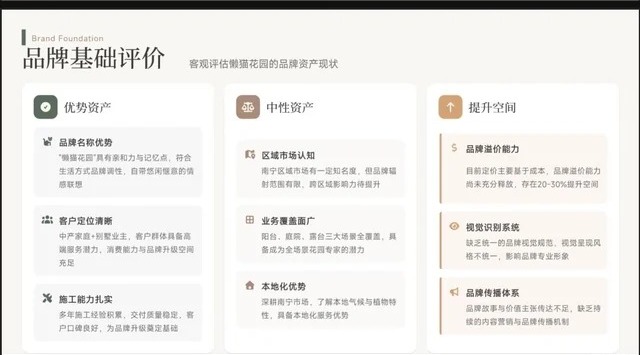 Brand Foundation
品牌基础评价
客观评估懒猫花园的品牌资产现状
优势资产
品牌名称优势
"懒猫花园"具有亲和力与记忆点，符合
生活方式品牌调性，自带悠闲惬意的情
感联想
客户定位清晰
中产家庭+别墅业主，客户群体具备高
端服务潜力，消费能力与品牌升级空间
充足
施工能力扎实
多年施工经验积累，交付质量稳定，客
户口碑良好，为品牌升级奠定基础
中性资产
区域市场认知
南宁区域市场有一定知名度，但品牌辐
射范围有限，跨区域影响力待提升
业务覆盖面广
阳台、庭院、露台三大场景全覆盖，具
备成为全场景花园专家的潜力
本地化优势
深耕南宁市场，了解本地气候与植物特
性，具备本地化服务优势
提升空间
品牌溢价能力
目前定价主要基于成本，品牌溢价能力
尚未充分释放，存在20-30%提升空间
视觉识别系统
缺乏统一的品牌视觉规范，视觉呈现风
格不统一，影响品牌专业形象
品牌传播体系
品牌故事与价值主张传达不足，缺乏持
续的内容营销与品牌传播机制